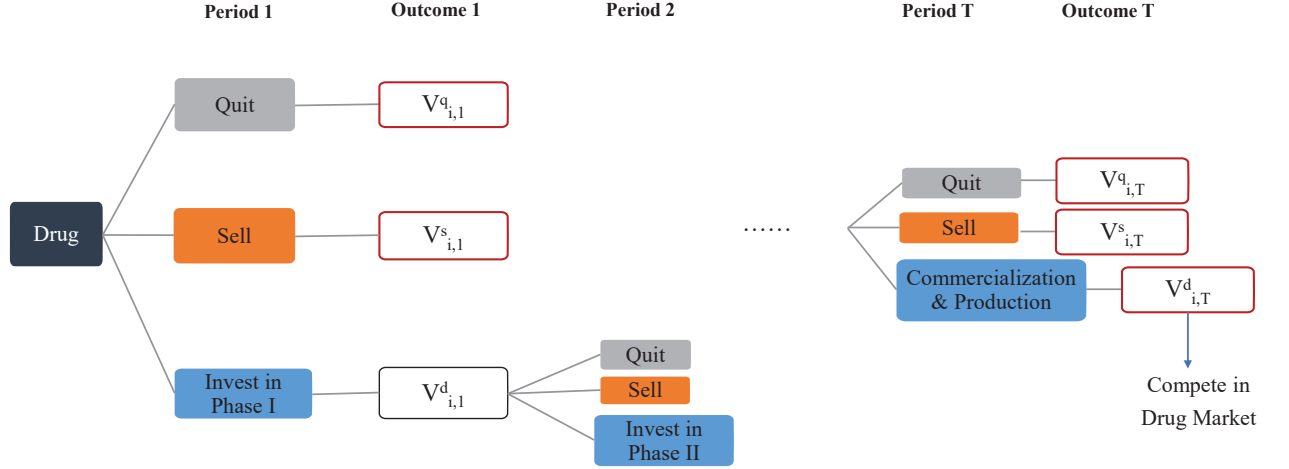 Period 1 Outcome 1 Period 2 Period T Outcome T
Quit V^q_{i,1}
Drug Sell V^s_{i,1}
Invest in
Phase I
V^d_{i,1}
Quit
Sell
Invest in
Phase II
……
Quit V^q_{i,T}
Sell V^s_{i,T}
Commercialization
& Production
V^d_{i,T}
Compete in
Drug Market